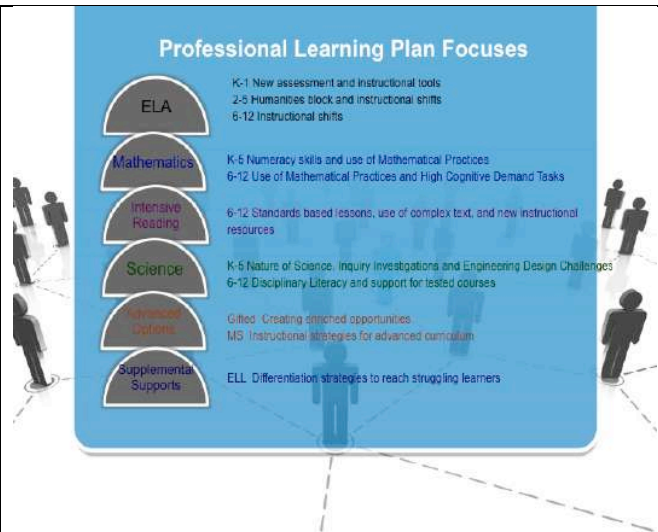 Professional Learning Plan Focuses
ELA
K-1 New assessment and instructional tools
2-5 Humanities block and instructional shifts
6-12 Instructional shifts
Mathematics
K-5 Numeracy skills and use of Mathematical Practices
6-12 Use of Mathematical Practices and High Cognitive Demand Tasks
Intensive
Reading
6-12 Standards based lessons, use of complex text, and new instructional
resources
Science
K-5 Nature of Science, Inquiry Investigations and Engineering Design Challenges
6-12 Disciplinary Literacy and support for tested courses
Advanced
Options
Gifted Creating enriched opportunities
MS Instructional strategies for advanced curriculum
Supplemental
Supports
ELL Differentiation strategies to reach struggling learners